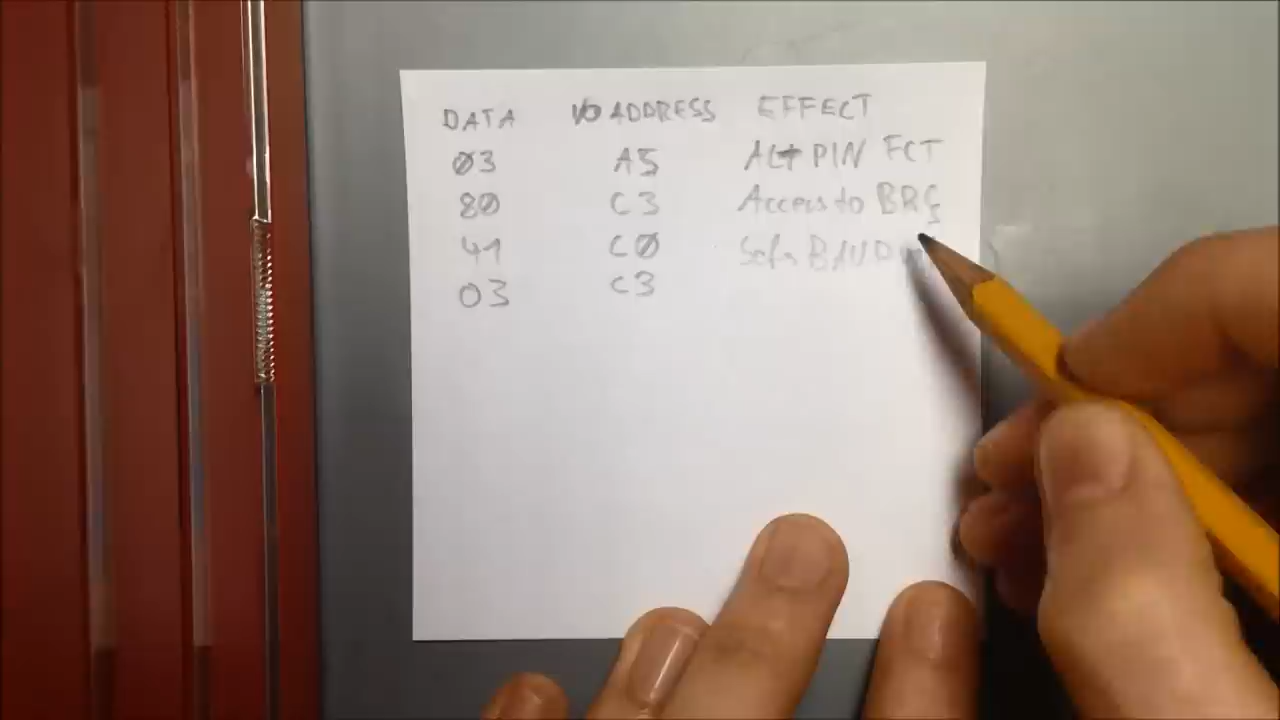 DATA I/O ADDRESS EFFECT
03 A5 ALT PIN FCT
80 C3 Access to BRG
41 C0 Sets BAUD
03 C3